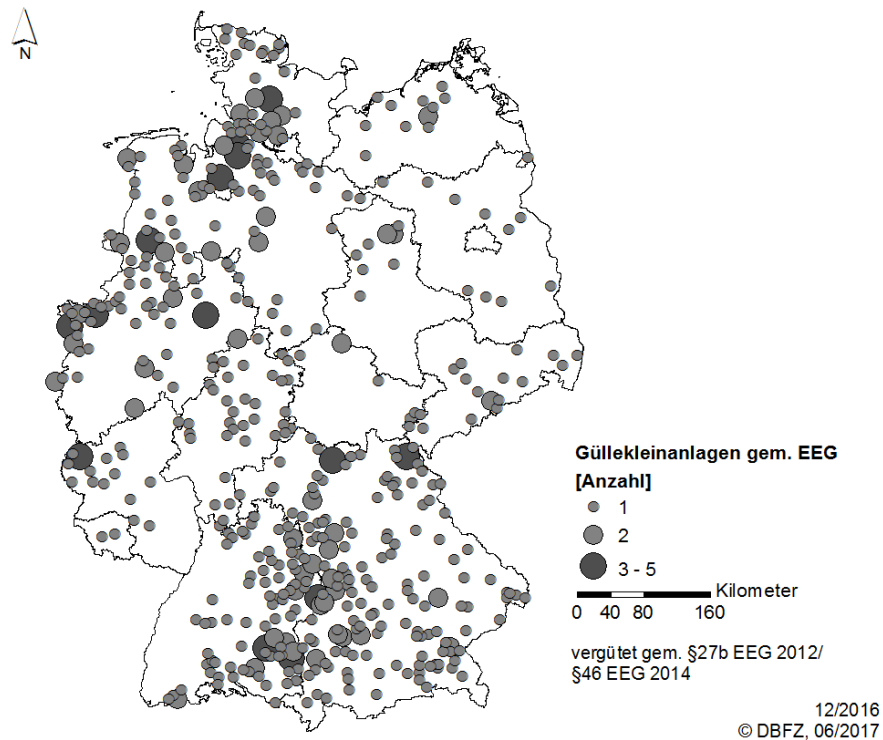 N
Güllekleinanlagen gem. EEG
[Anzahl]
1
2
3 - 5
Kilometer
0 40 80 160
vergütet gem. §27b EEG 2012/
§46 EEG 2014
12/2016
© DBFZ, 06/2017